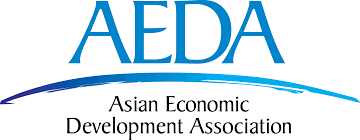 AEDA
Asian Economic
Development Association